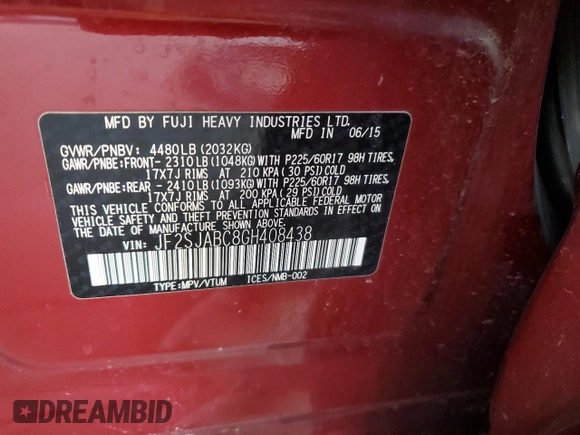 MFD BY FUJI HEAVY INDUSTRIES LTD.
MFD IN 06/15
GVWR/PNBV: 4480LB(2032KG)
GAWR/PNBE:FRONT-2310LB(1048KG)WITH P225/60R17 98H TIRES,
17X7J RIMS AT 210 KPA(30 PSI)COLD
GAWR/PNBE:REAR -2410LB(1093KG)WITH P225/60R17 98H TIRES,
17X7J RIMS AT 200 KPA(29 PSI)COLD
THIS VEHICLE CONFORMS TO ALL APPLICABLE FEDERAL MOTOR
VEHICLE SAFETY AND THEFT PREVENTION STANDARDS IN EFFECT ON
THE DATE OF MANUFACTURE SHOWN ABOVE.
VIN: JF2SJABC8GH408438
TYPE:MPV/VTUM ICES/NMB-002
DREAMBID